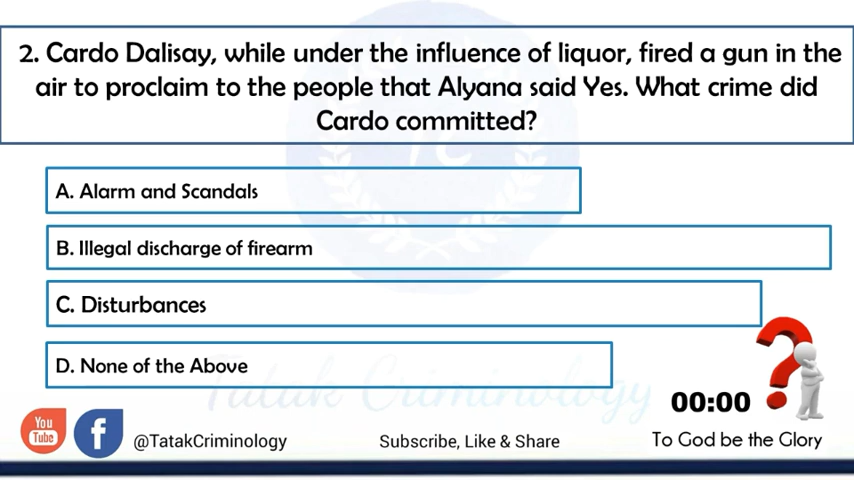 2. Cardo Dalisay, while under the influence of liquor, fired a gun in the
air to proclaim to the people that Alyana said Yes. What crime did
Cardo committed?
A. Alarm and Scandals
B. Illegal discharge of firearm
C. Disturbances
D. None of the Above
Tatak Criminology
00:00
You
Tube
f
@TatakCriminology
Subscribe, Like & Share
To God be the Glory